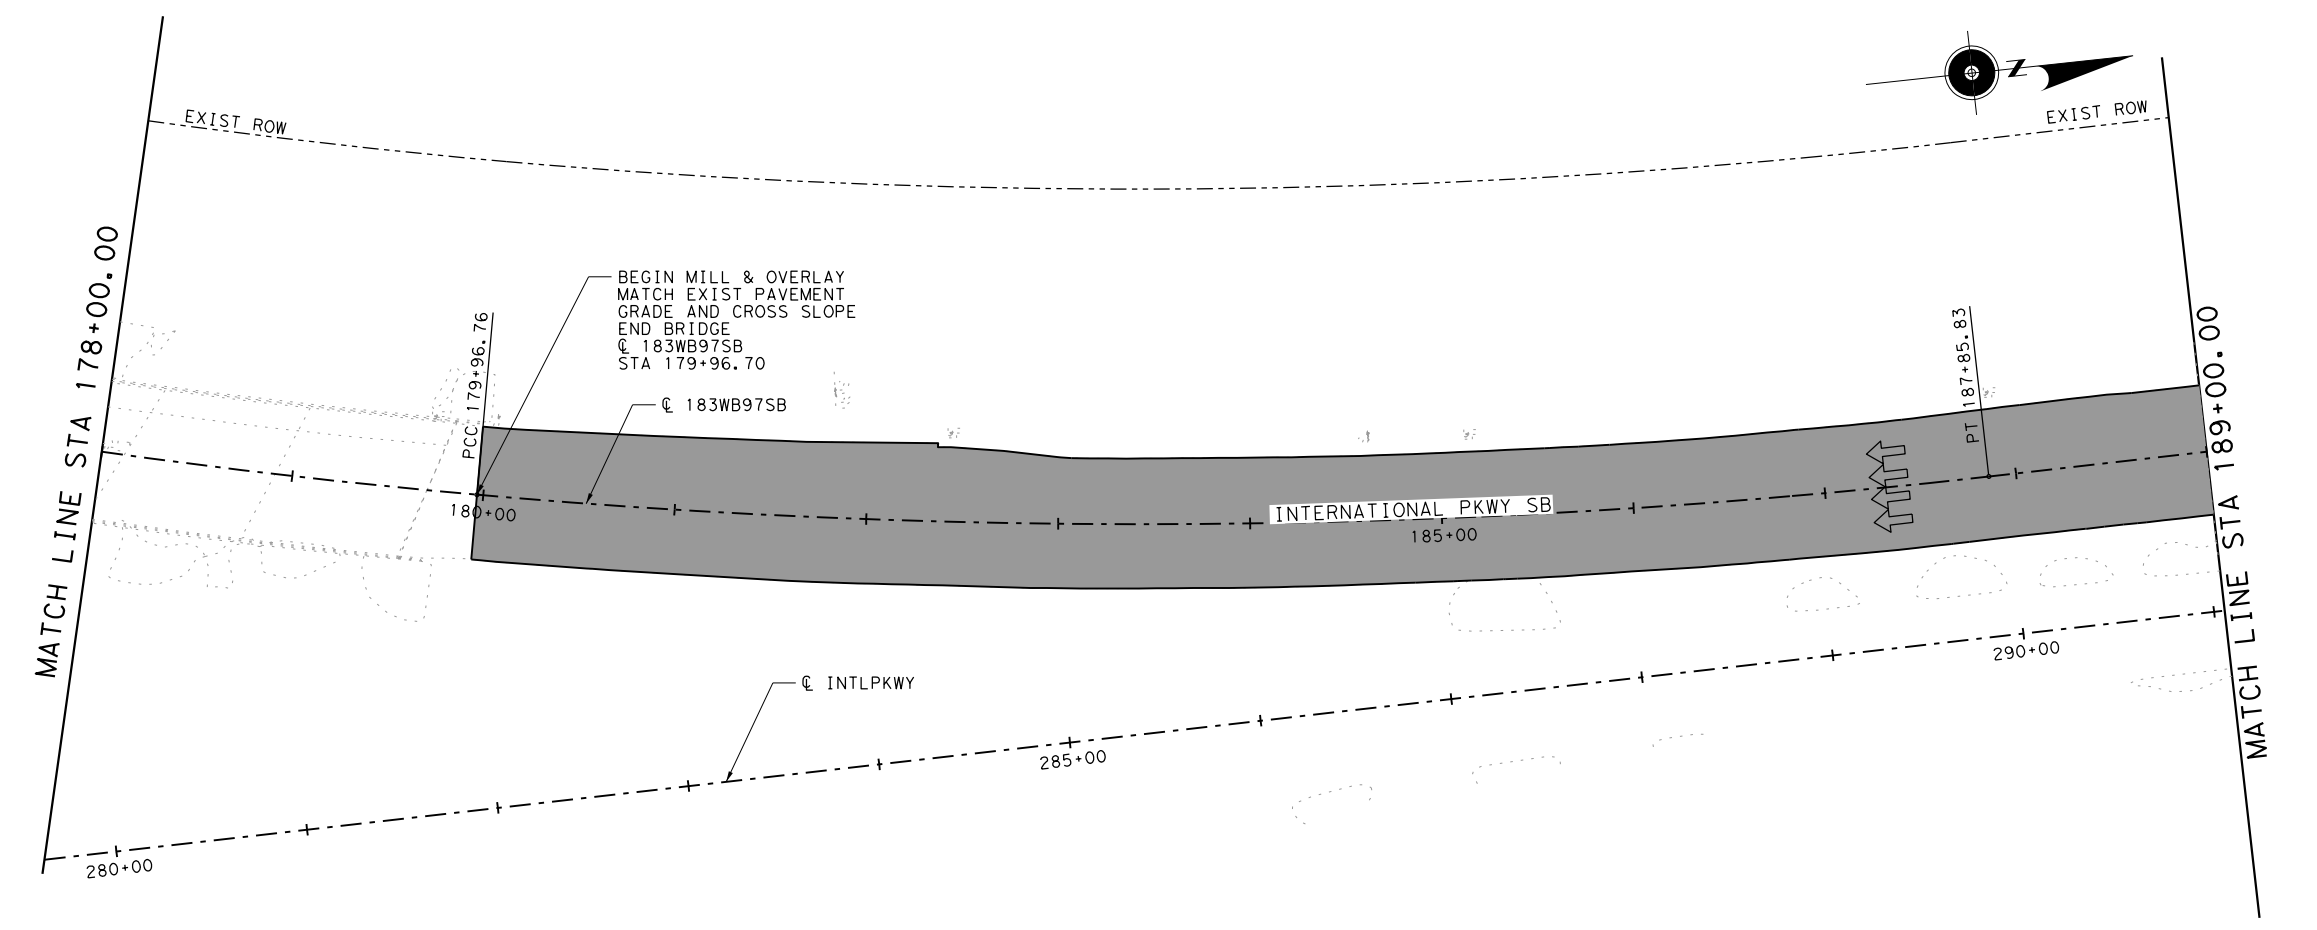 EXIST ROW
N
EXIST ROW
MATCH LINE STA 178+00.00
BEGIN MILL & OVERLAY
MATCH EXIST PAVEMENT
GRADE AND CROSS SLOPE
END BRIDGE
℄ 183WB97SB
STA 179+96.70
℄ 183WB97SB
PCC 179+96.76
PT 187+85.83
MATCH LINE STA 189+00.00
180+00
INTERNATIONAL PKWY SB
185+00
℄ INTLPKWY
290+00
285+00
280+00